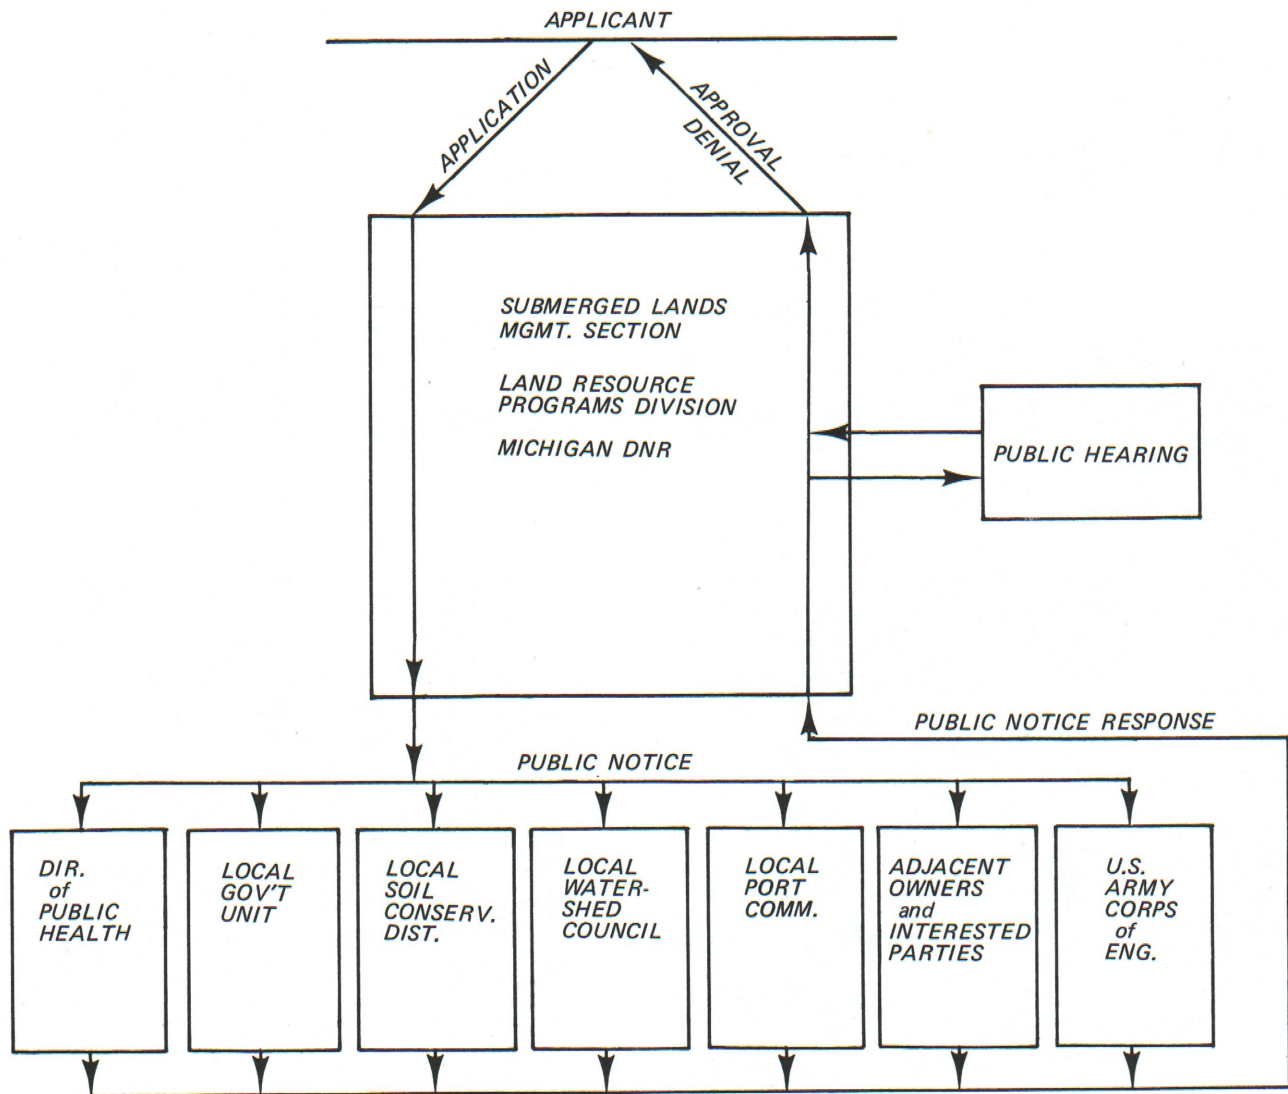 APPLICANT
APPLICATION
APPROVAL
DENIAL
SUBMERGED LANDS
MGMT. SECTION
LAND RESOURCE
PROGRAMS DIVISION
MICHIGAN DNR
PUBLIC HEARING
PUBLIC NOTICE RESPONSE
PUBLIC NOTICE
DIR.
of
PUBLIC
HEALTH
LOCAL
GOV'T
UNIT
LOCAL
SOIL
CONSERV.
DIST.
LOCAL
WATER-
SHED
COUNCIL
LOCAL
PORT
COMM.
ADJACENT
OWNERS
and
INTERESTED
PARTIES
U.S.
ARMY
CORPS
of
ENG.